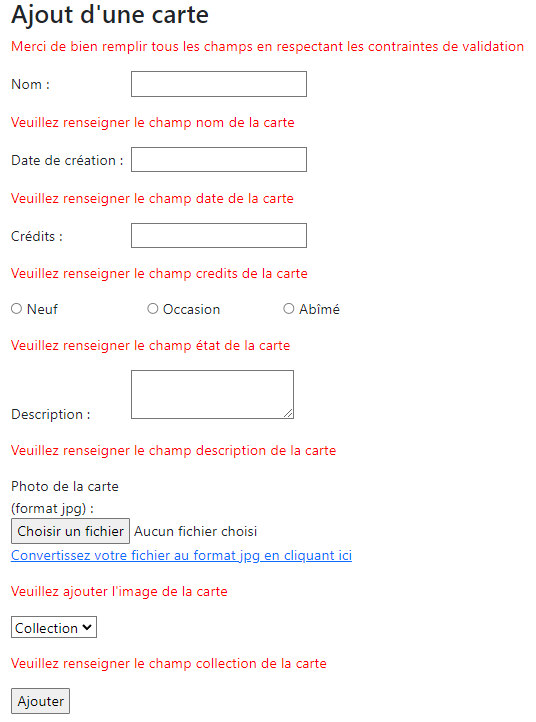 Ajout d'une carte
Merci de bien remplir tous les champs en respectant les contraintes de validation
Nom :
Veuillez renseigner le champ nom de la carte
Date de création :
Veuillez renseigner le champ date de la carte
Crédits :
Veuillez renseigner le champ credits de la carte
Neuf Occasion Abîmé
Veuillez renseigner le champ état de la carte
Description :
Veuillez renseigner le champ description de la carte
Photo de la carte
(format jpg) :
Choisir un fichier Aucun fichier choisi
Convertissez votre fichier au format jpg en cliquant ici
Veuillez ajouter l'image de la carte
Collection
Veuillez renseigner le champ collection de la carte
Ajouter